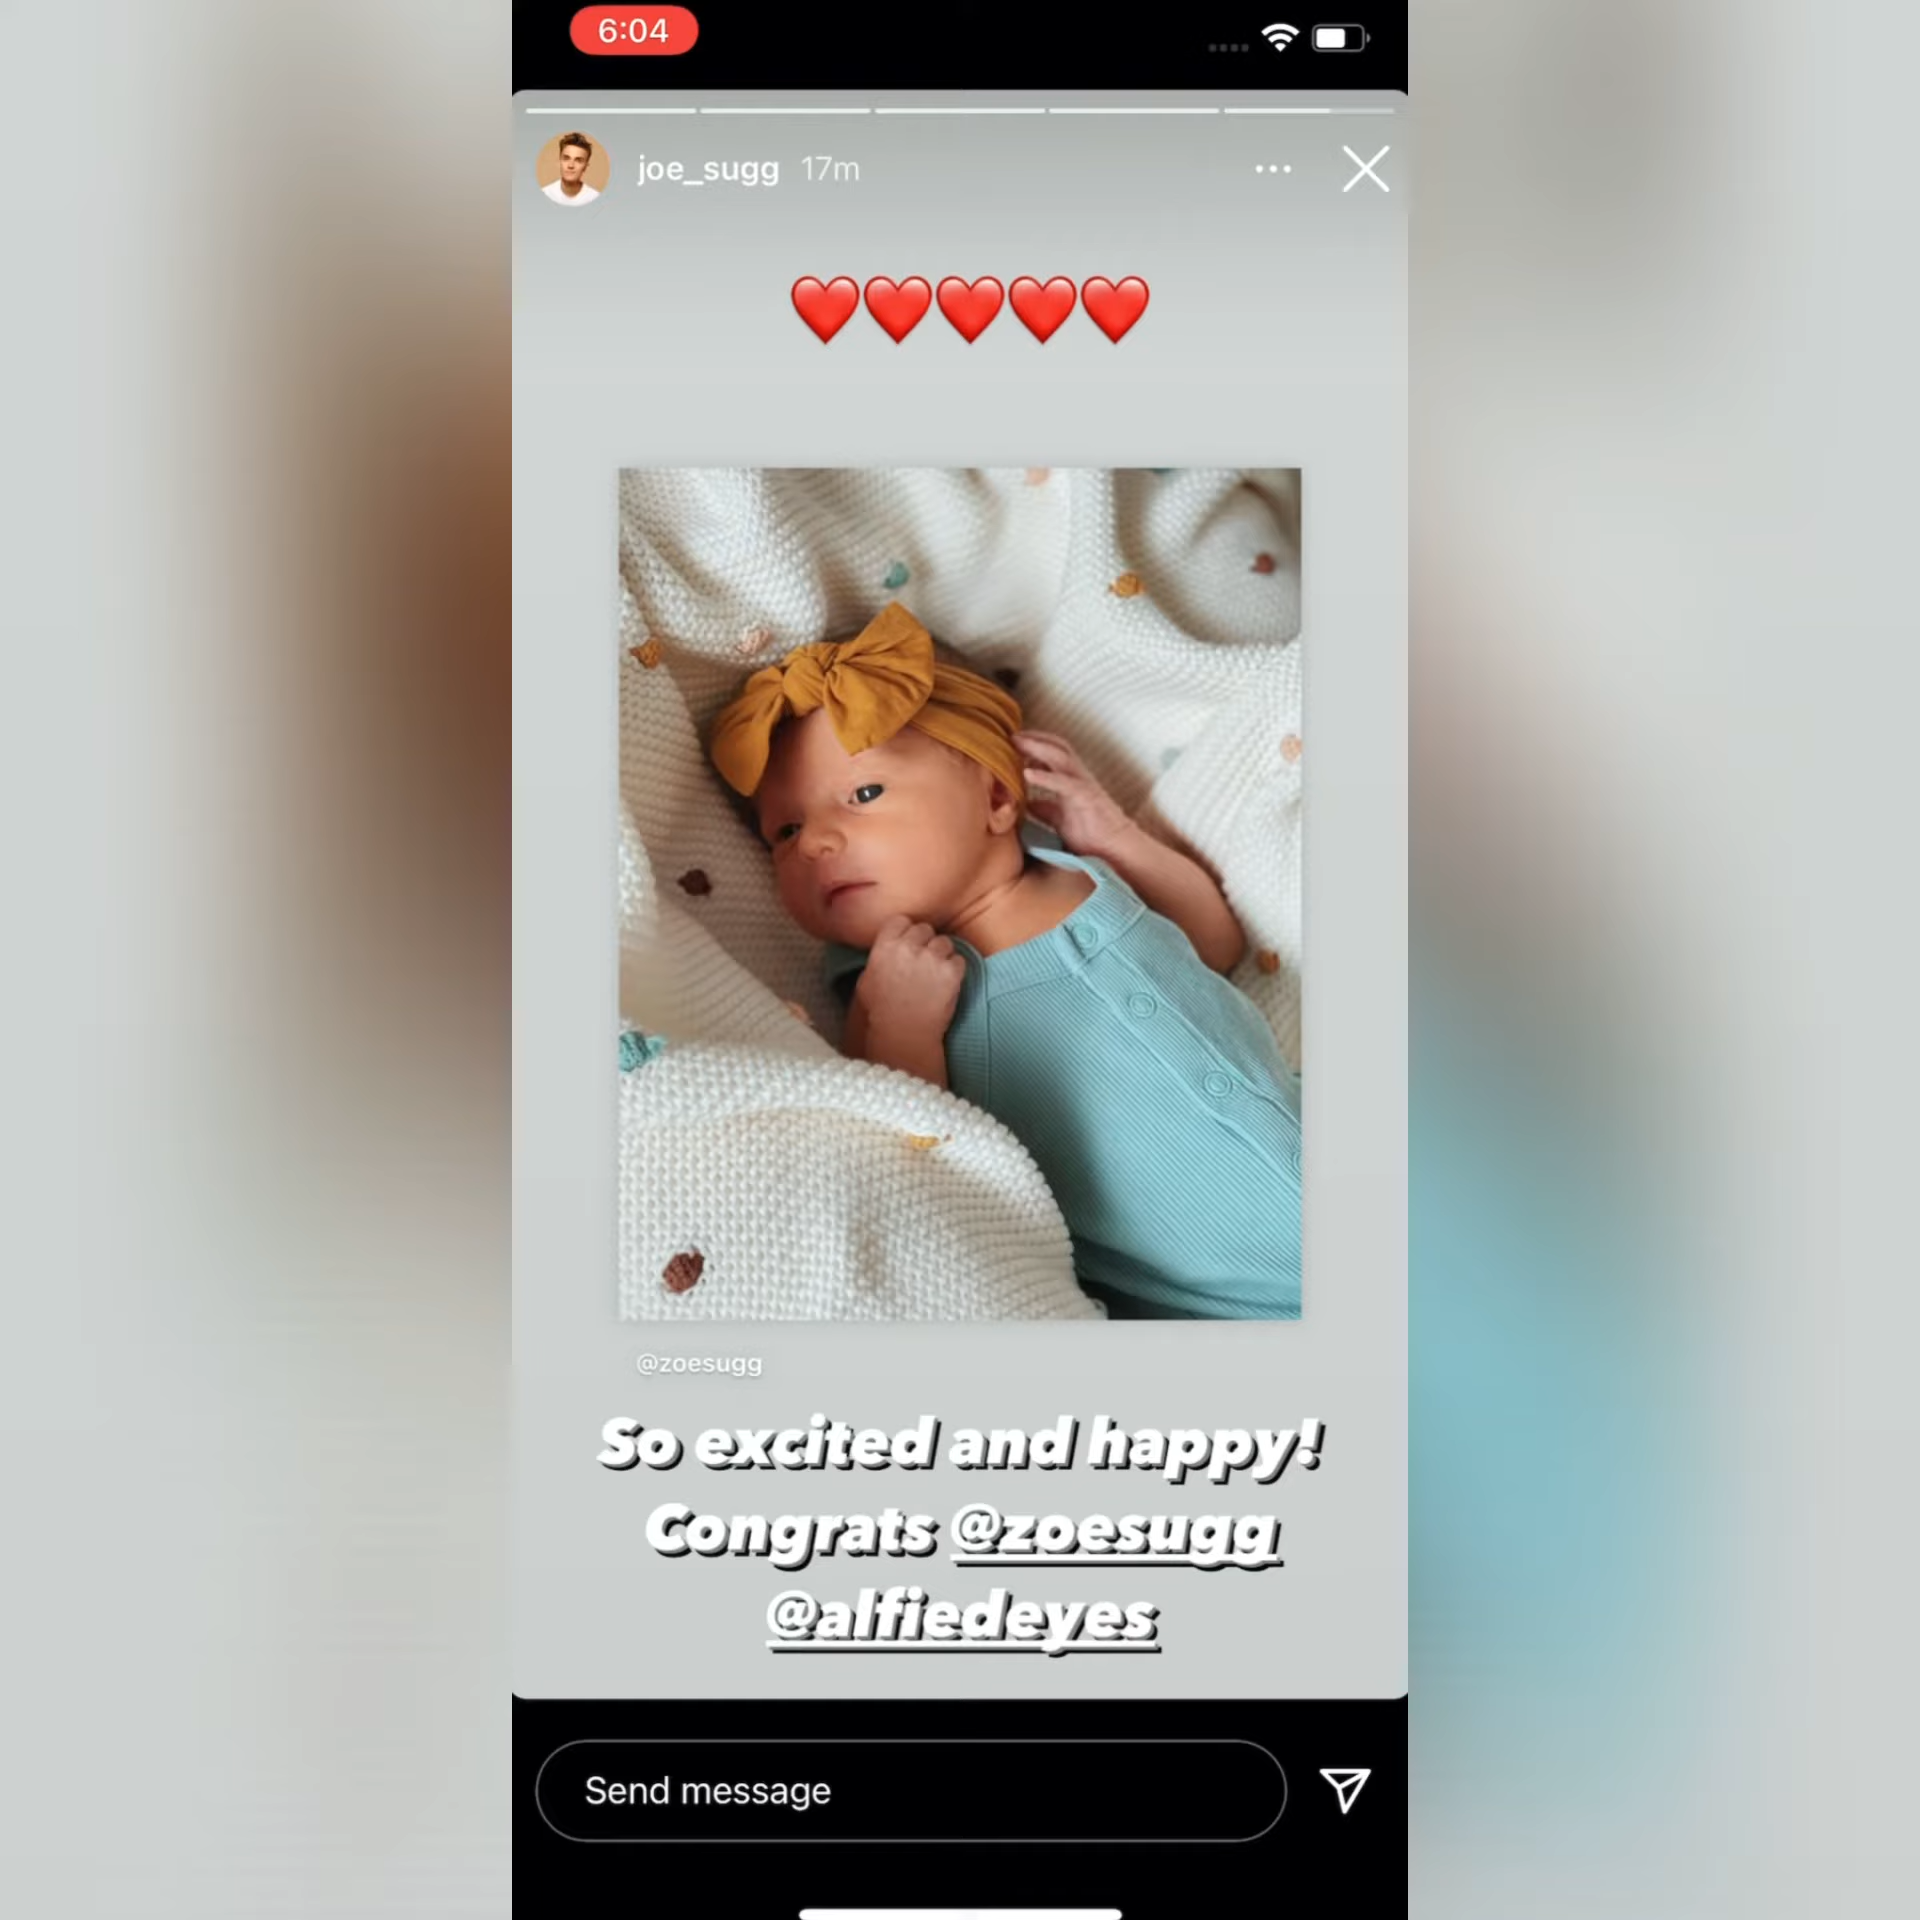 6:04
joe_sugg 17m
@zoesugg
So excited and happy!
Congrats @zoesugg
@alfiedeyes
Send message